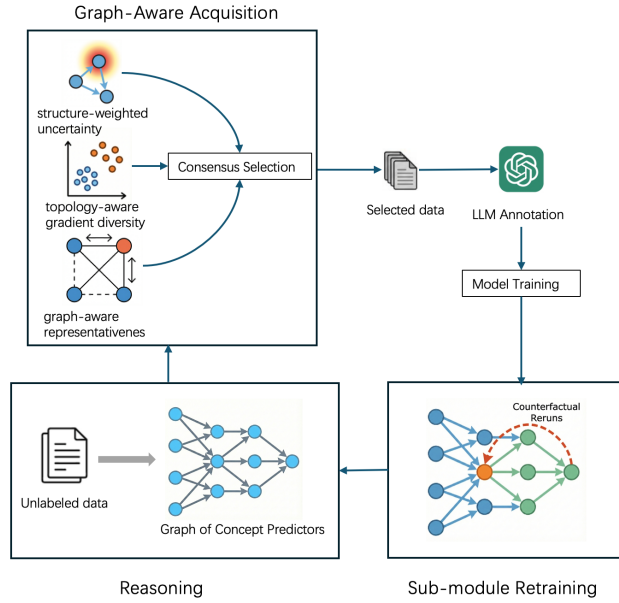 Graph-Aware Acquisition
structure-weighted
uncertainty
topology-aware
gradient diversity
graph-aware
representativenes
Consensus Selection
Selected data
LLM Annotation
Model Training
Counterfactual
Reruns
Unlabeled data
Graph of Concept Predictors
Reasoning
Sub-module Retraining